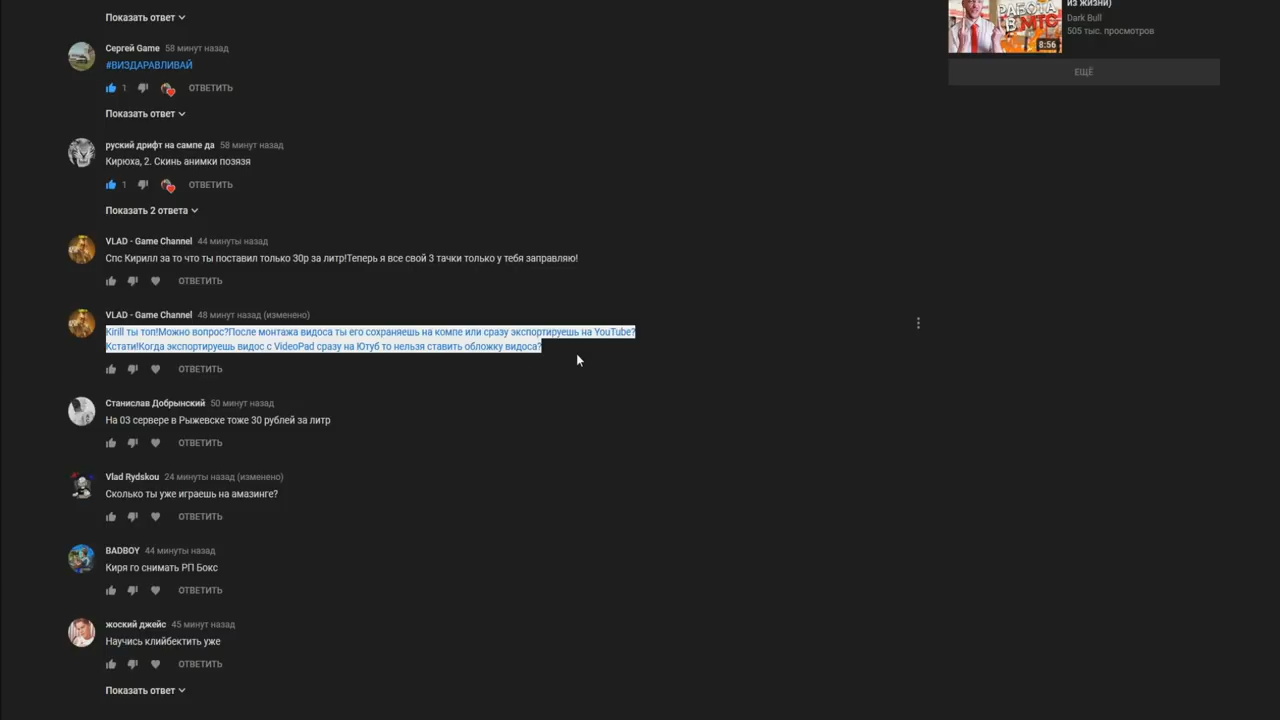 Показать ответ
из жизни)
Dark Bull
505 тыс. просмотров
РАБОТА
В МТС
8:56
ЕЩЁ
Сергей Game 58 минут назад
#ВИЗДАРАВЛИВАЙ
1 ОТВЕТИТЬ
Показать ответ
руский дрифт на сампе да 58 минут назад
Кирюха, 2. Скинь анимки позязя
1 ОТВЕТИТЬ
Показать 2 ответа
VLAD - Game Channel 44 минуты назад
Спс Кирилл за то что ты поставил только 30р за литр!Теперь я все свой 3 тачки только у тебя заправляю!
ОТВЕТИТЬ
VLAD - Game Channel 48 минут назад (изменено)
Kirill ты топ!Можно вопрос?После монтажа видоса ты его сохраняешь на компе или сразу экспортируешь на YouTube?
Кстати!Когда экспортируешь видос с VideoPad сразу на Ютуб то нельзя ставить обложку видоса?
ОТВЕТИТЬ
Станислав Добрынский 50 минут назад
На 03 сервере в Рыжевске тоже 30 рублей за литр
ОТВЕТИТЬ
Vlad Rydskou 24 минуты назад (изменено)
Сколько ты уже играешь на амазинге?
ОТВЕТИТЬ
BADBOY 44 минуты назад
Киря го снимать РП Бокс
ОТВЕТИТЬ
жоский джейс 45 минут назад
Научись клийбектить уже
ОТВЕТИТЬ
Показать ответ